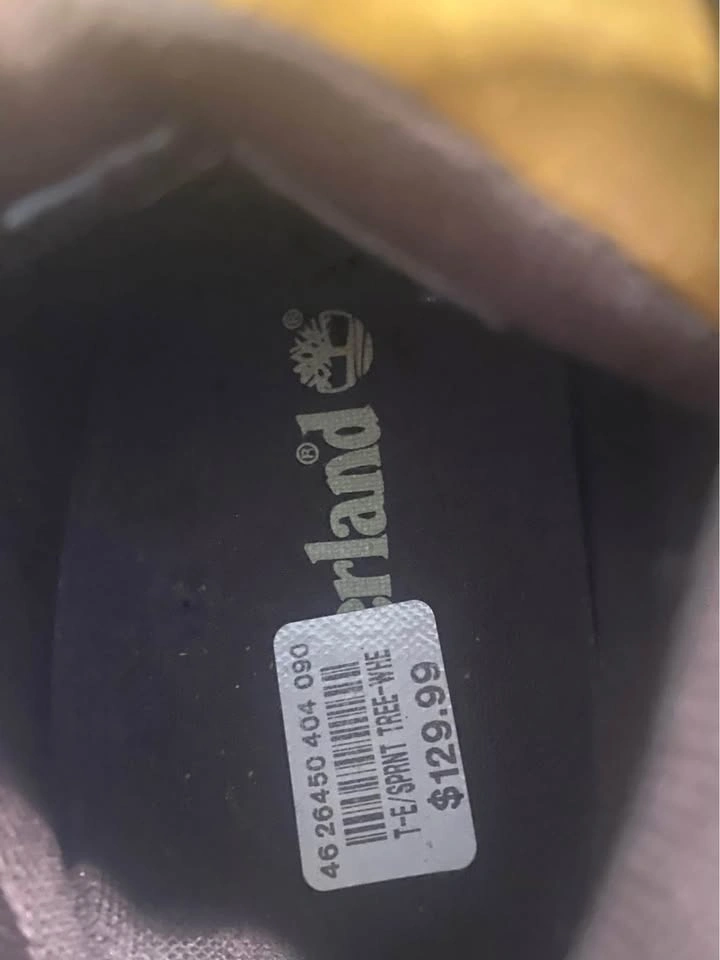 erland®
®
46 26450 404 090
T-E/SPRNT TREE-WHE
$129.99